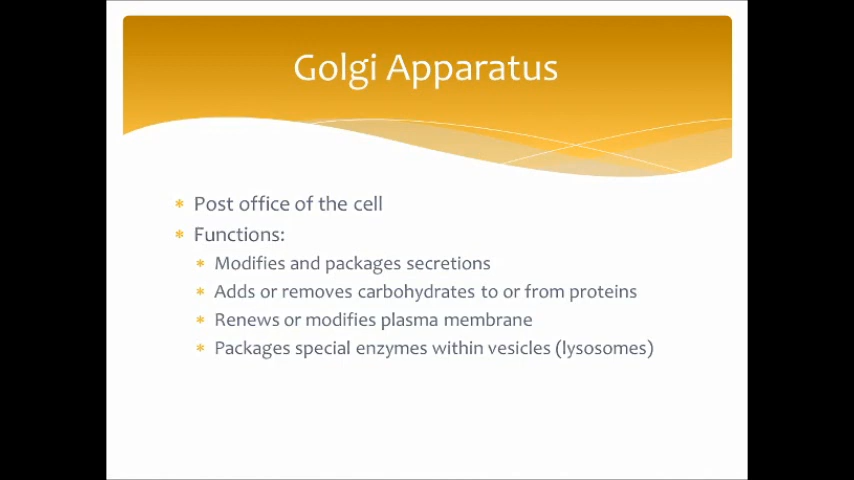 Golgi Apparatus
* Post office of the cell
* Functions:
* Modifies and packages secretions
* Adds or removes carbohydrates to or from proteins
* Renews or modifies plasma membrane
* Packages special enzymes within vesicles (lysosomes)